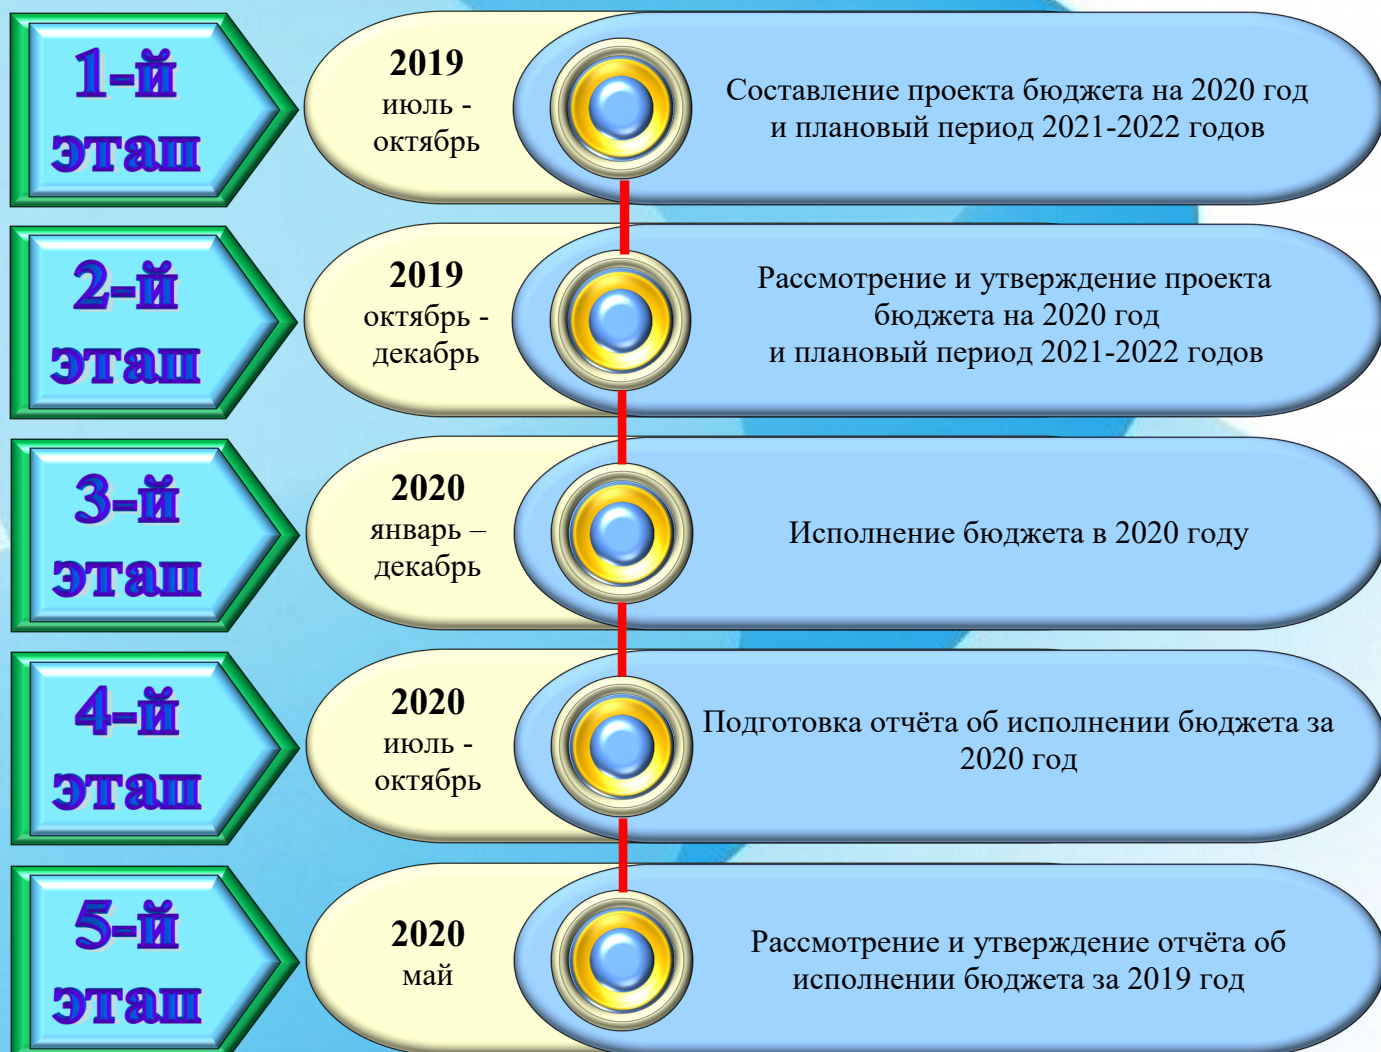 1-й
этап
2019
июль -
октябрь
Составление проекта бюджета на 2020 год
и плановый период 2021-2022 годов
2-й
этап
2019
октябрь -
декабрь
Рассмотрение и утверждение проекта
бюджета на 2020 год
и плановый период 2021-2022 годов
3-й
этап
2020
январь –
декабрь
Исполнение бюджета в 2020 году
4-й
этап
2020
июль -
октябрь
Подготовка отчёта об исполнении бюджета за
2020 год
5-й
этап
2020
май
Рассмотрение и утверждение отчёта об
исполнении бюджета за 2019 год